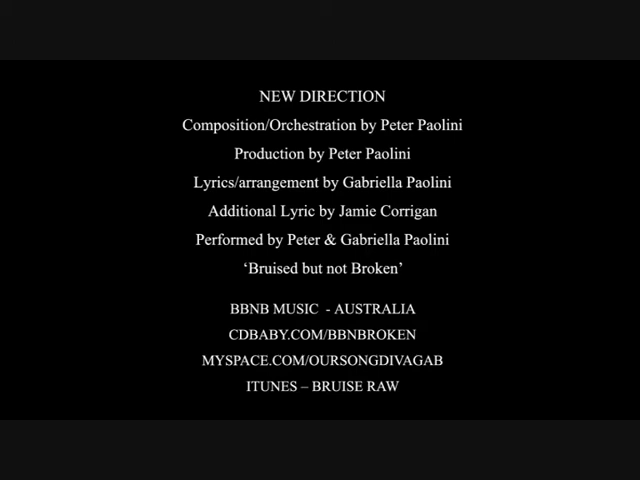 NEW DIRECTION
Composition/Orchestration by Peter Paolini
Production by Peter Paolini
Lyrics/arrangement by Gabriella Paolini
Additional Lyric by Jamie Corrigan
Performed by Peter & Gabriella Paolini
‘Bruised but not Broken’
BBNB MUSIC - AUSTRALIA
CDBABY.COM/BBNBROKEN
MYSPACE.COM/OURSONGDIVAGAB
ITUNES – BRUISE RAW